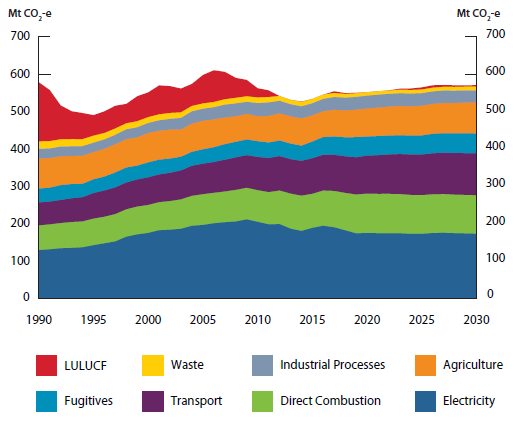 Mt CO2-e Mt CO2-e
700 700
600 600
500 500
400 400
300 300
200 200
100 100
0 0
1990 1995 2000 2005 2010 2015 2020 2025 2030
LULUCF Waste Industrial Processes Agriculture
Fugitives Transport Direct Combustion Electricity